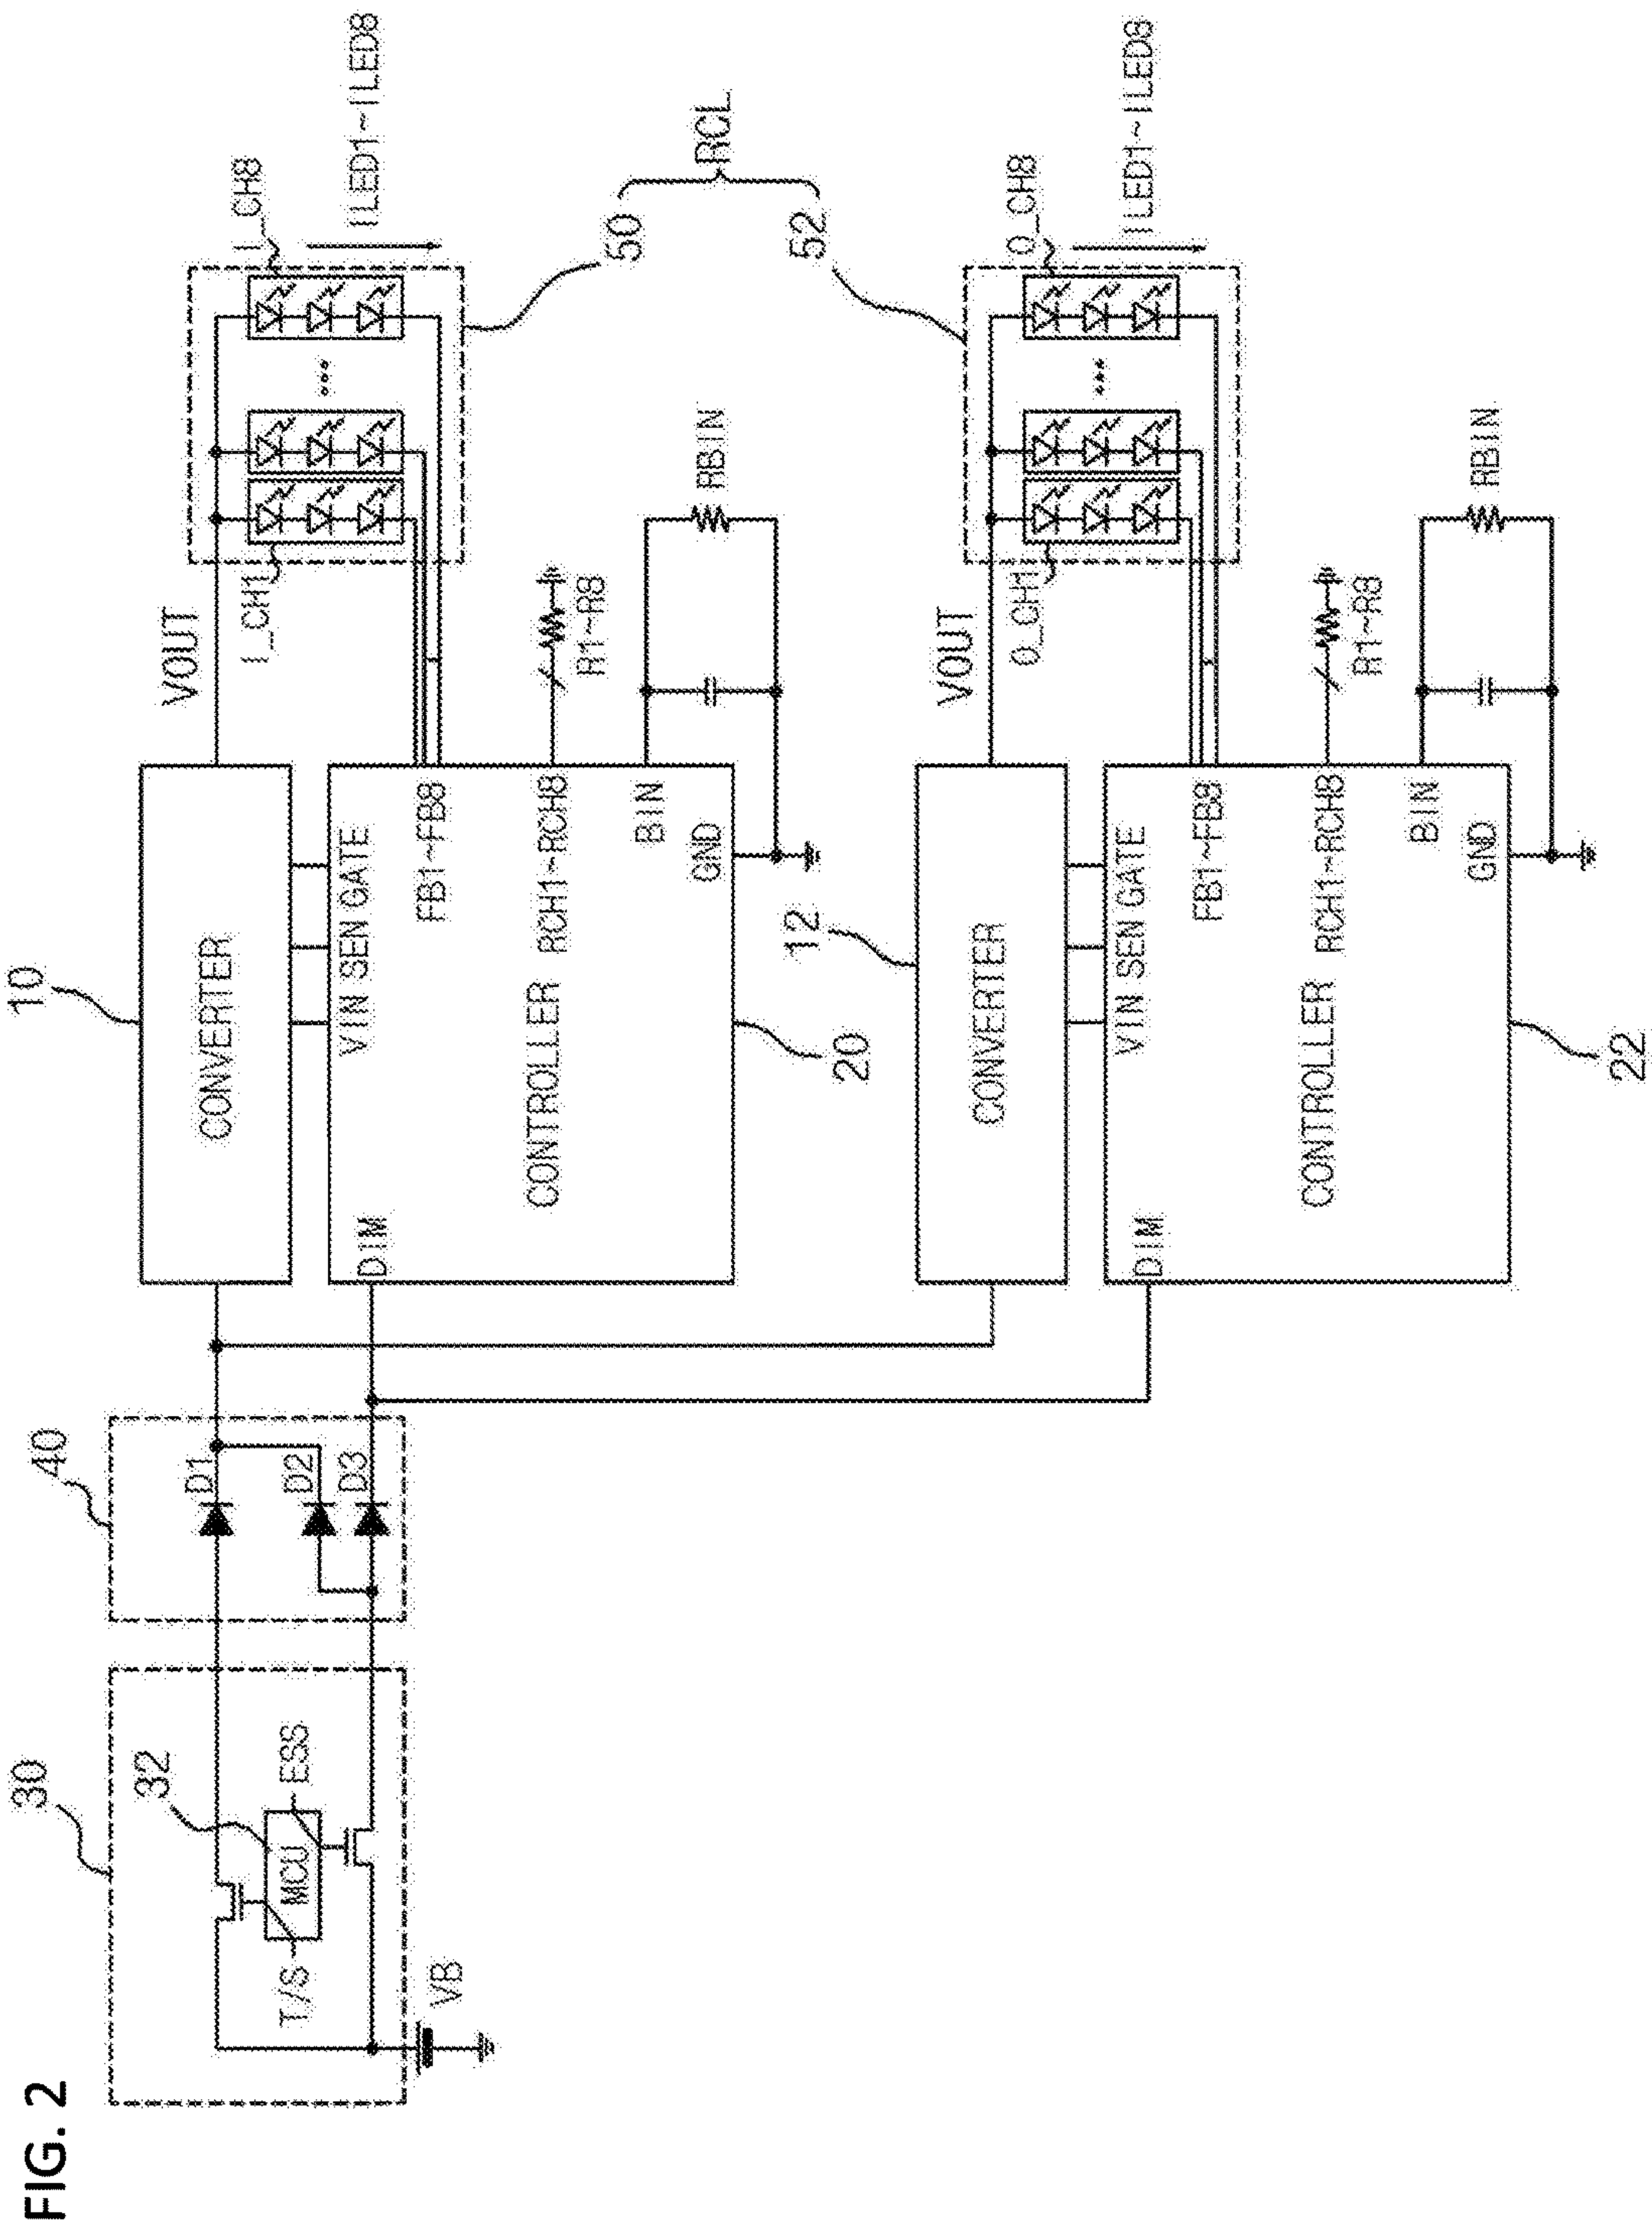 FIG. 2
30
32
T/S
MCU
ESS
VB
40
D1
D2
D3
10
CONVERTER
VOUT
I_CH1
I_CH8
ILED1~ILED8
50
RCL
DIM
VIN SEN GATE
FB1~FB8
CONTROLLER
RCH1~RCH8
R1~R8
BIN
RBIN
GND
20
12
CONVERTER
VOUT
O_CH1
O_CH8
ILED1~ILED8
52
DIM
VIN SEN GATE
FB1~FB8
CONTROLLER
RCH1~RCH8
R1~R8
BIN
RBIN
GND
22